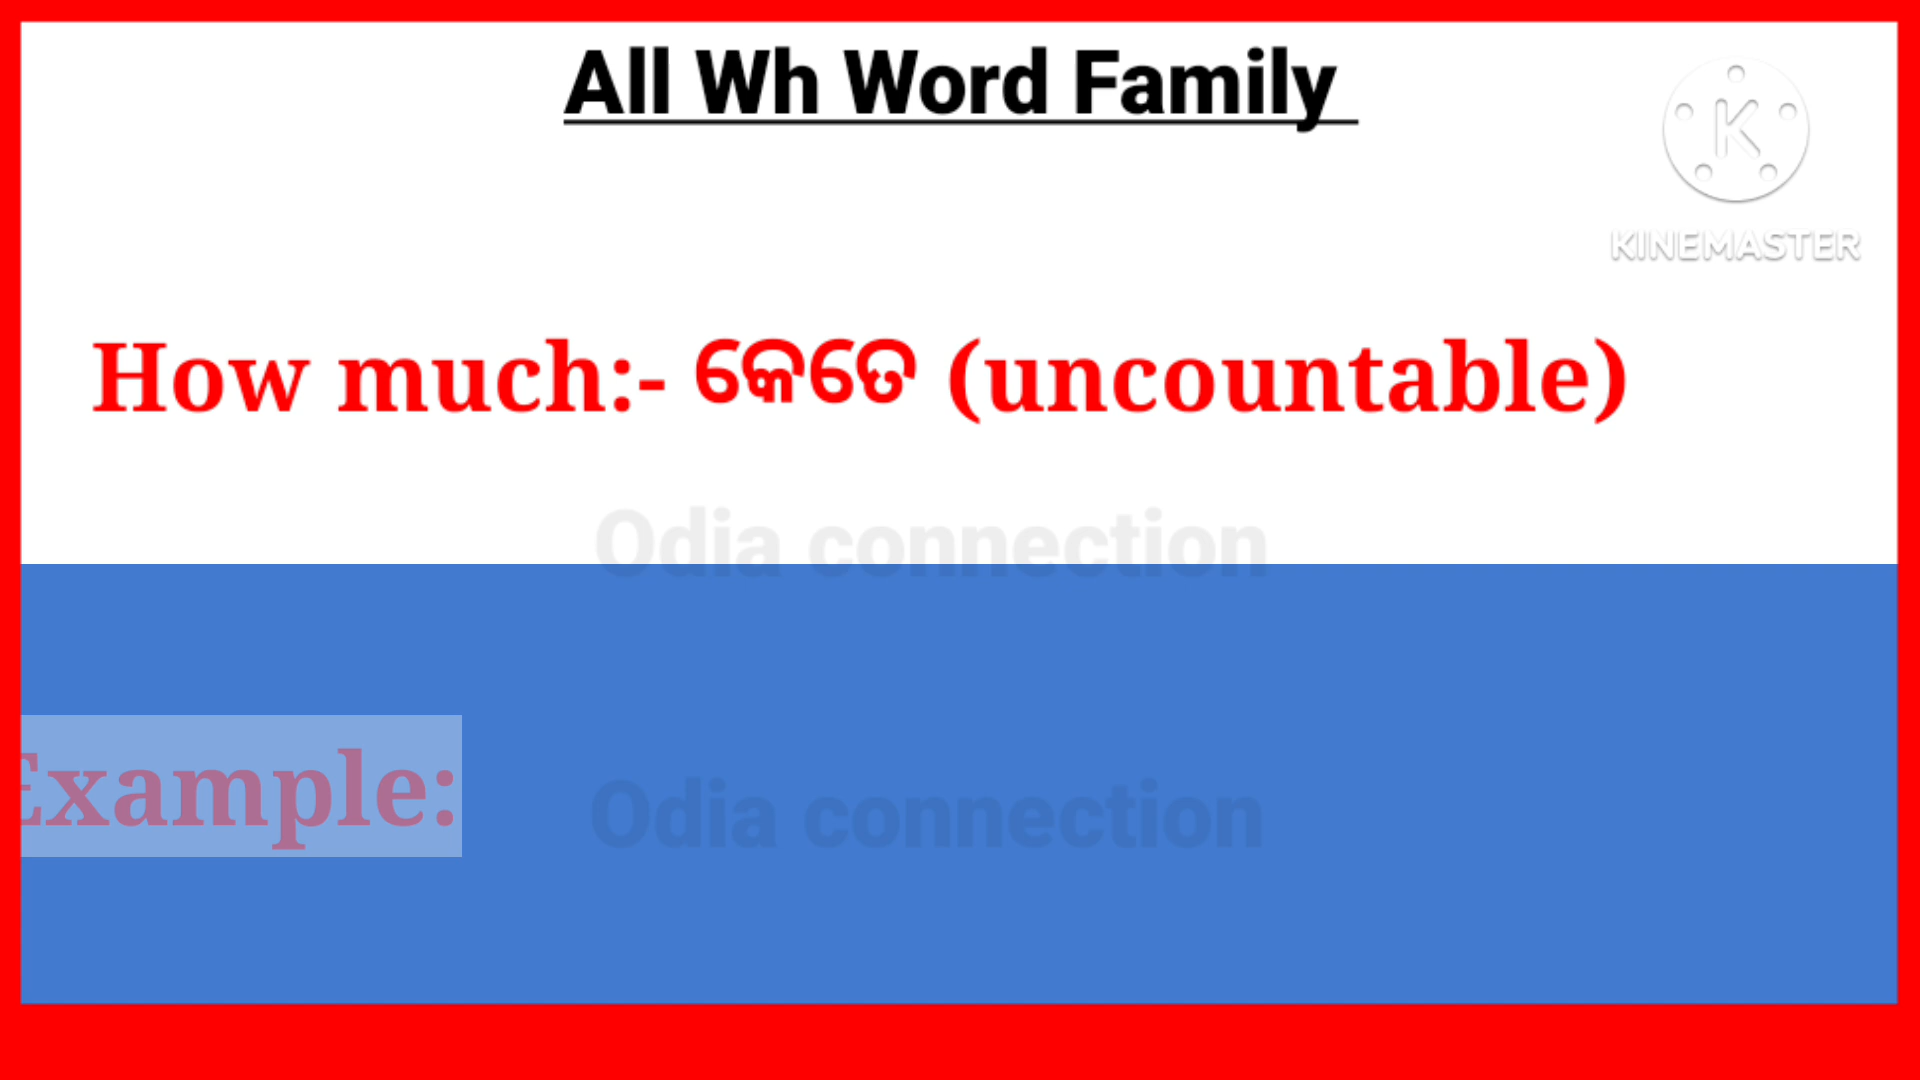 All Wh Word Family
K
KINEMASTER
How much:- କେତେ (uncountable)
Odia connection
Example:
Odia connection